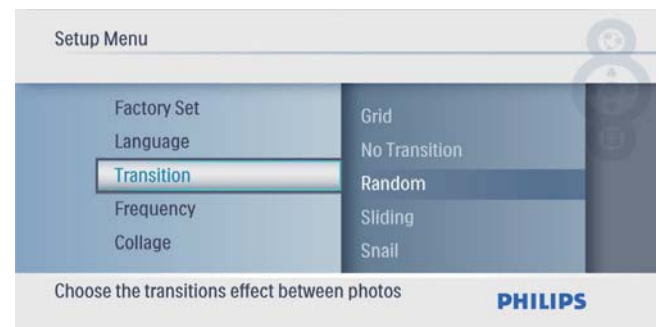 Setup Menu
Factory Set
Language
Transition
Frequency
Collage
Grid
No Transition
Random
Sliding
Snail
Choose the transitions effect between photos
PHILIPS